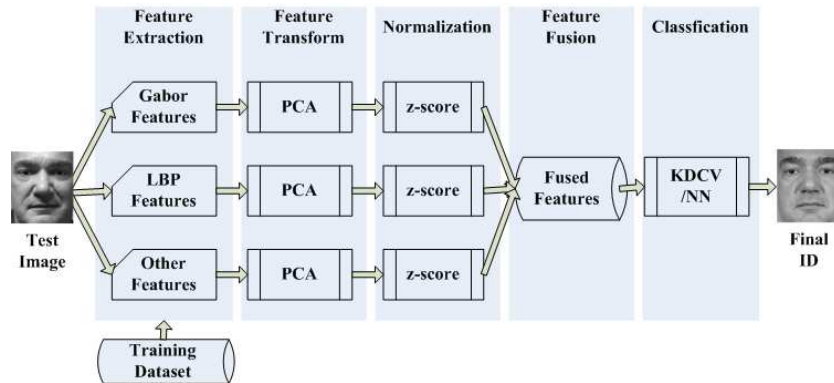 Feature
Extraction
Feature
Transform
Normalization
Feature
Fusion
Classfication
Gabor
Features
PCA
z-score
LBP
Features
PCA
z-score
Fused
Features
KDCV
/NN
Test
Image
Final
ID
Other
Features
PCA
z-score
Training
Dataset